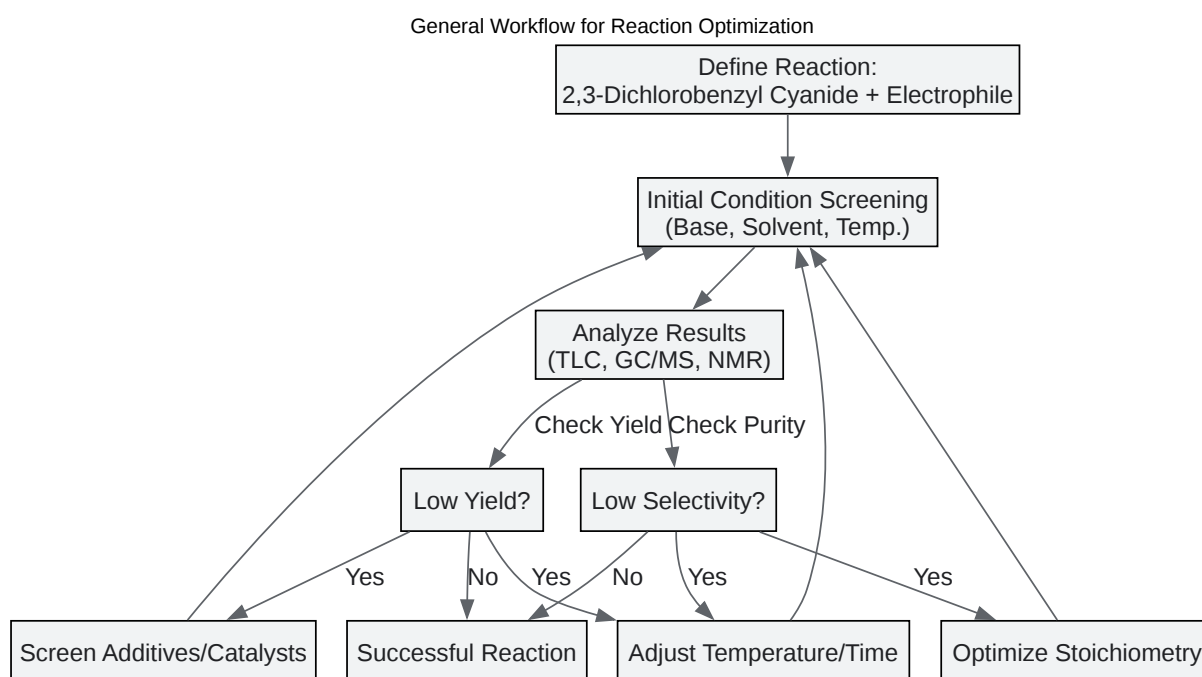 General Workflow for Reaction Optimization
Define Reaction:
2,3-Dichlorobenzyl Cyanide + Electrophile
Initial Condition Screening
(Base, Solvent, Temp.)
Analyze Results
(TLC, GC/MS, NMR)
Check Yield
Check Purity
Low Yield?
Low Selectivity?
Yes
No
Yes
No
Yes
Yes
Screen Additives/Catalysts
Successful Reaction
Adjust Temperature/Time
Optimize Stoichiometry